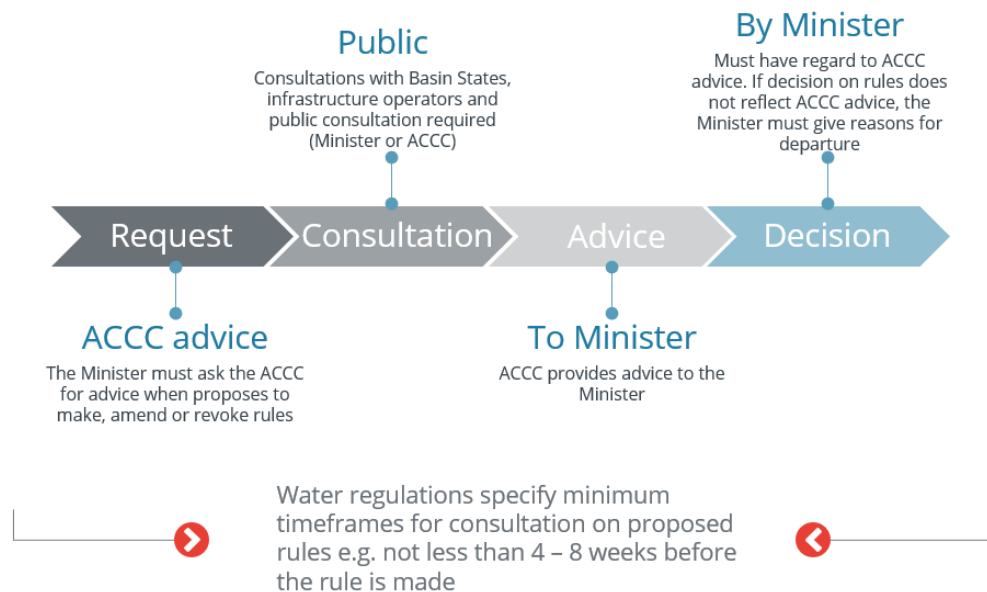 Public
Consultations with Basin States,
infrastructure operators and
public consultation required
(Minister or ACCC)
By Minister
Must have regard to ACCC
advice. If decision on rules does
not reflect ACCC advice, the
Minister must give reasons for
departure
Request
Consultation
Advice
Decision
ACCC advice
The Minister must ask the ACCC
for advice when proposes to
make, amend or revoke rules
To Minister
ACCC provides advice to the
Minister
Water regulations specify minimum
timeframes for consultation on proposed
rules e.g. not less than 4 – 8 weeks before
the rule is made